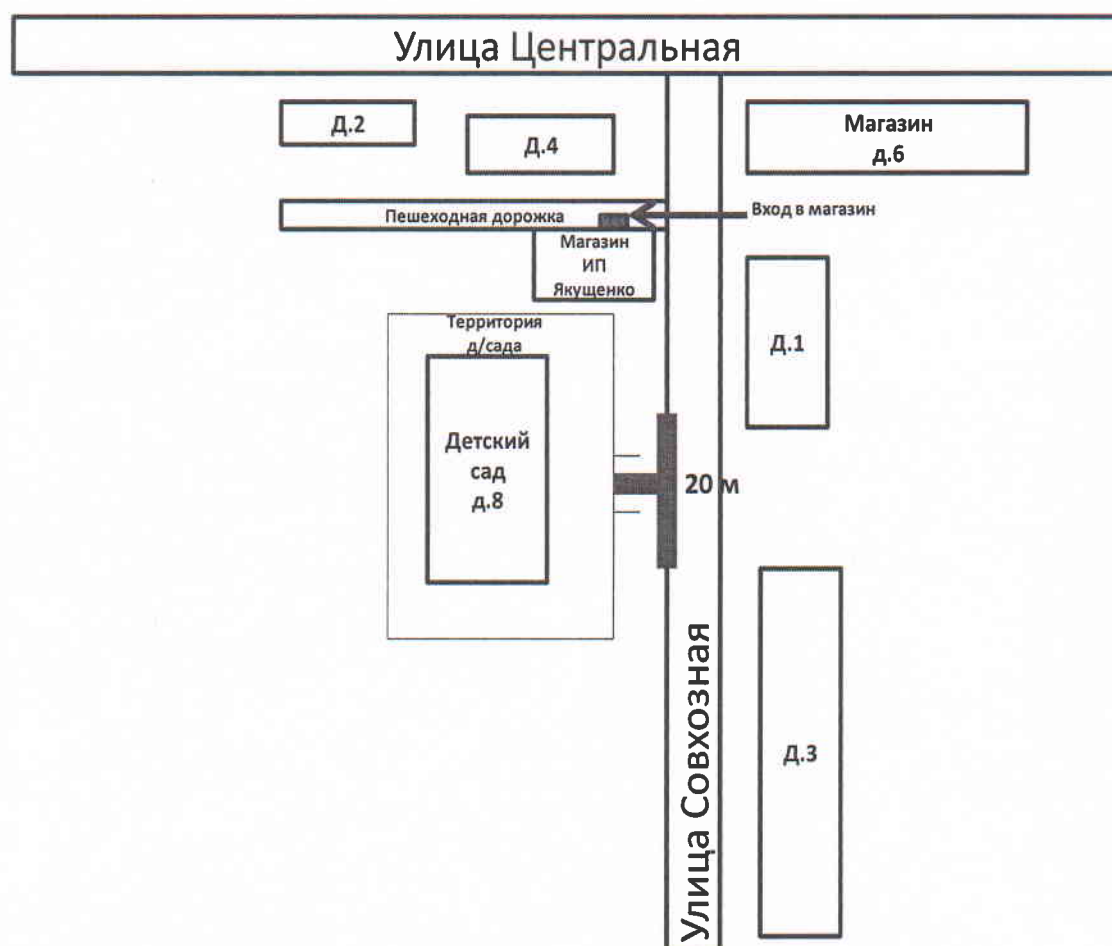 Улица Центральная
Д.2
Д.4
Магазин
д.6
Пешеходная дорожка
Вход в магазин
Магазин
ИП
Якущенко
Территория
д/сада
Д.1
Детский
сад
д.8
20 м
Улица Совхозная
Д.3